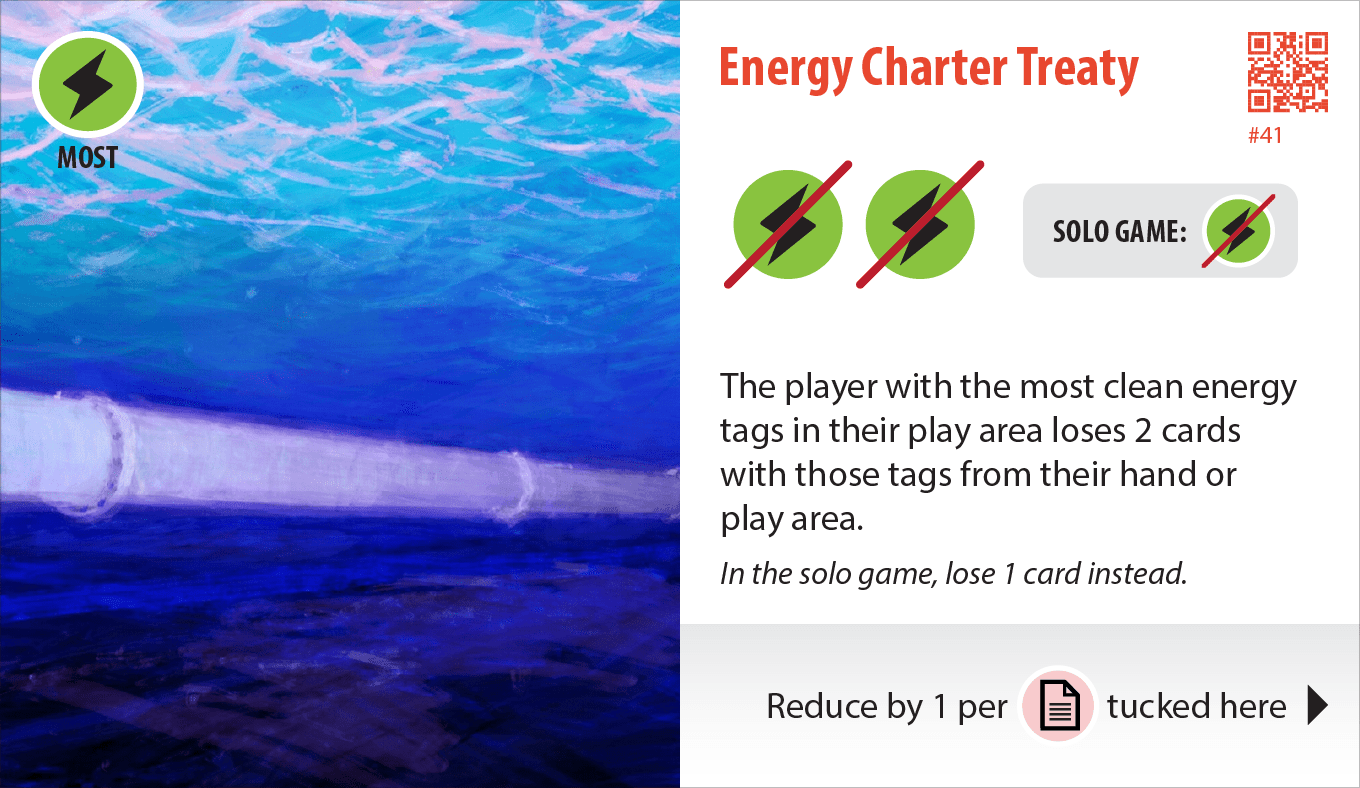 MOST
Energy Charter Treaty
#41
SOLO GAME:
The player with the most clean energy
tags in their play area loses 2 cards
with those tags from their hand or
play area.
In the solo game, lose 1 card instead.
Reduce by 1 per tucked here